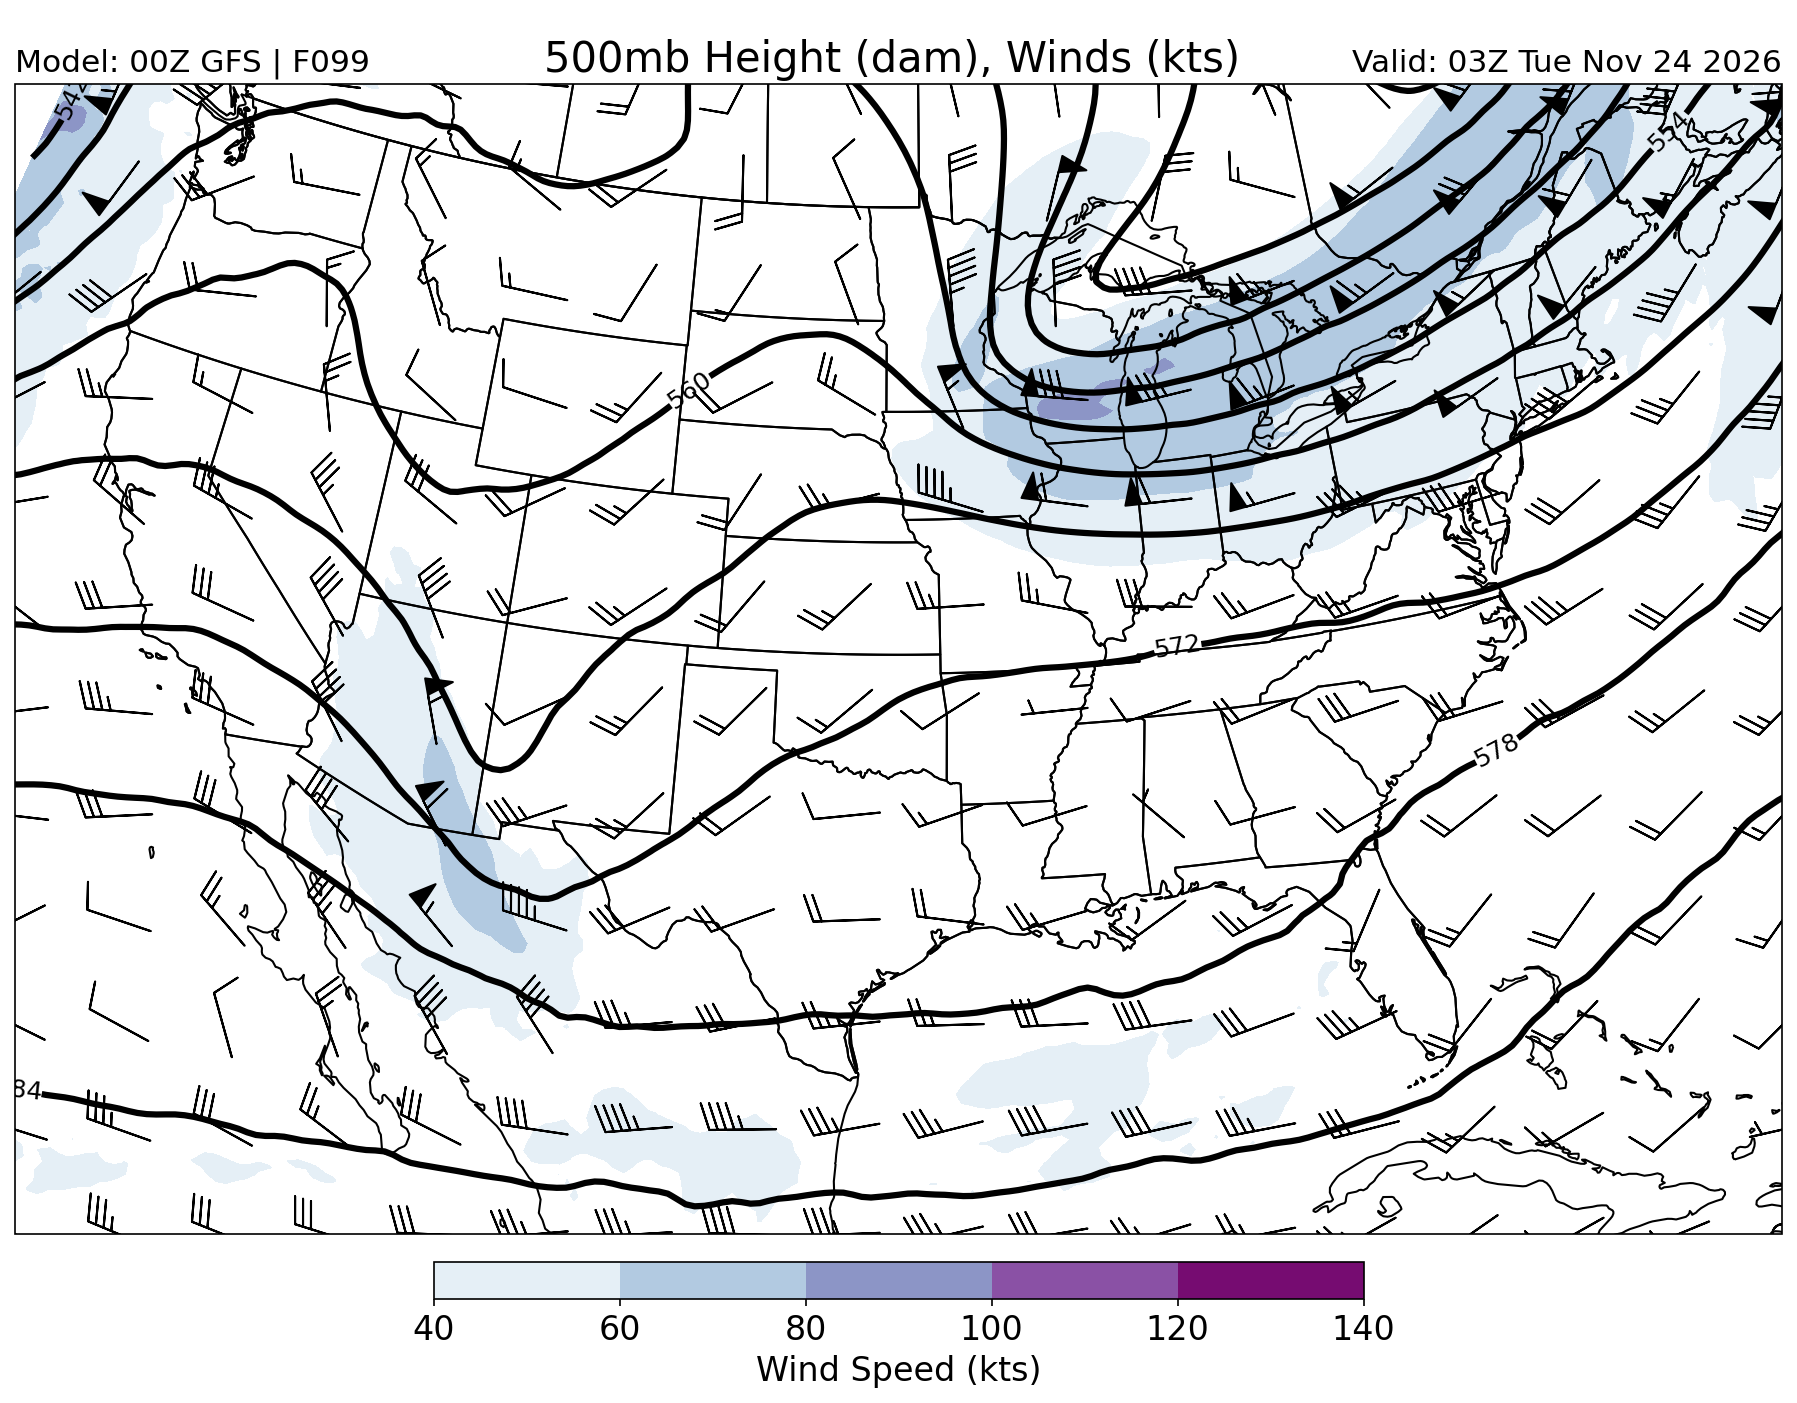 Model: 00Z GFS | F099
500mb Height (dam), Winds (kts)
Valid: 03Z Tue Nov 24 2026
554
560
572
578
84
40 60 80 100 120 140
Wind Speed (kts)